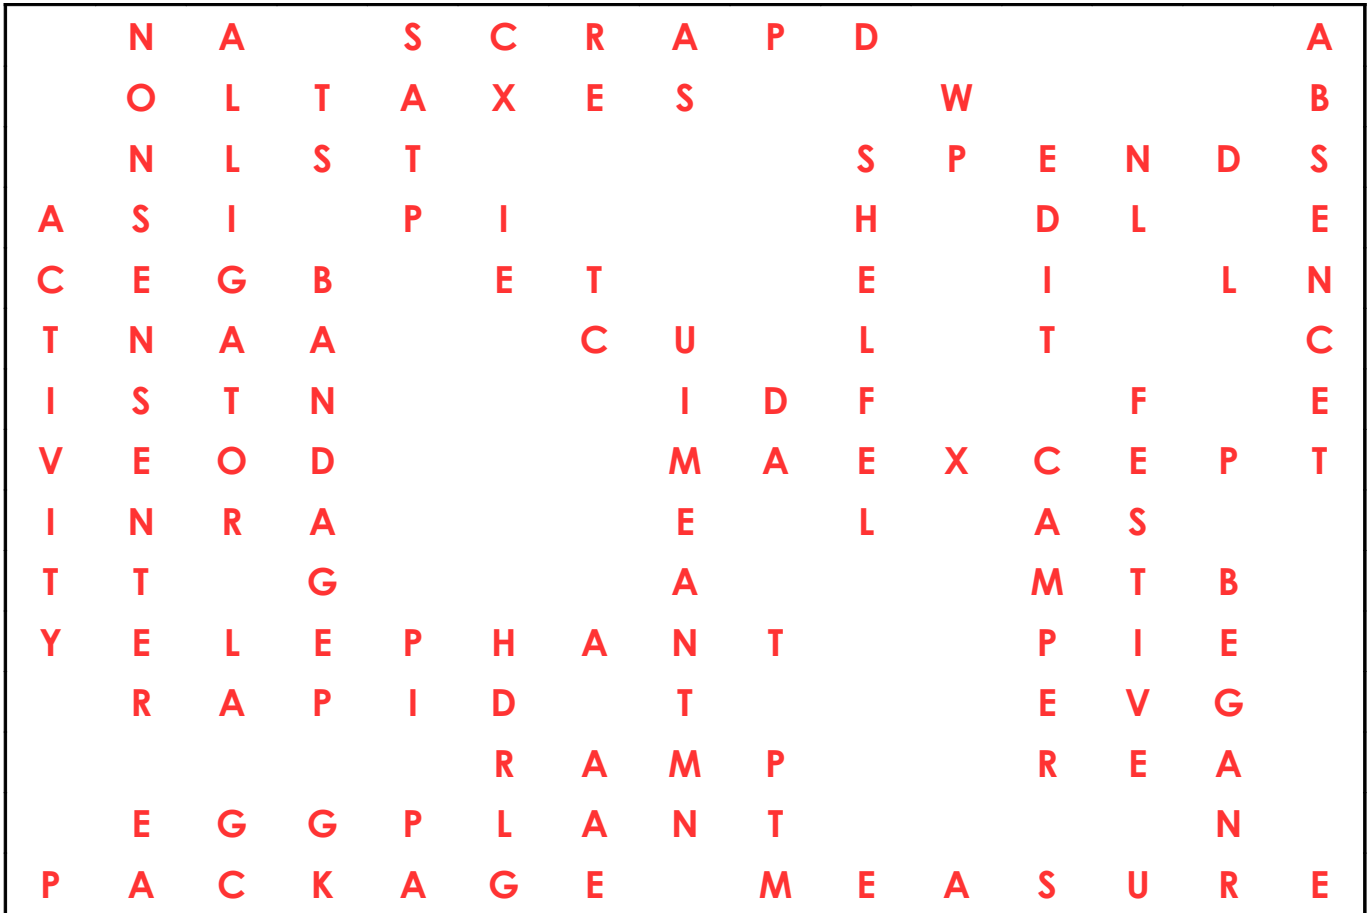 N A S C R A P D A
O L T A X E S W B
N L S T S P E N D S
A S I P I H D L E
C E G B E T E I L N
T N A A C U L T C
I S T N I D F F E
V E O D M A E X C E P T
I N R A E L A S
T T G A M T B
Y E L E P H A N T P I E
R A P I D T E V G
R A M P R E A
E G G P L A N T N
P A C K A G E M E A S U R E